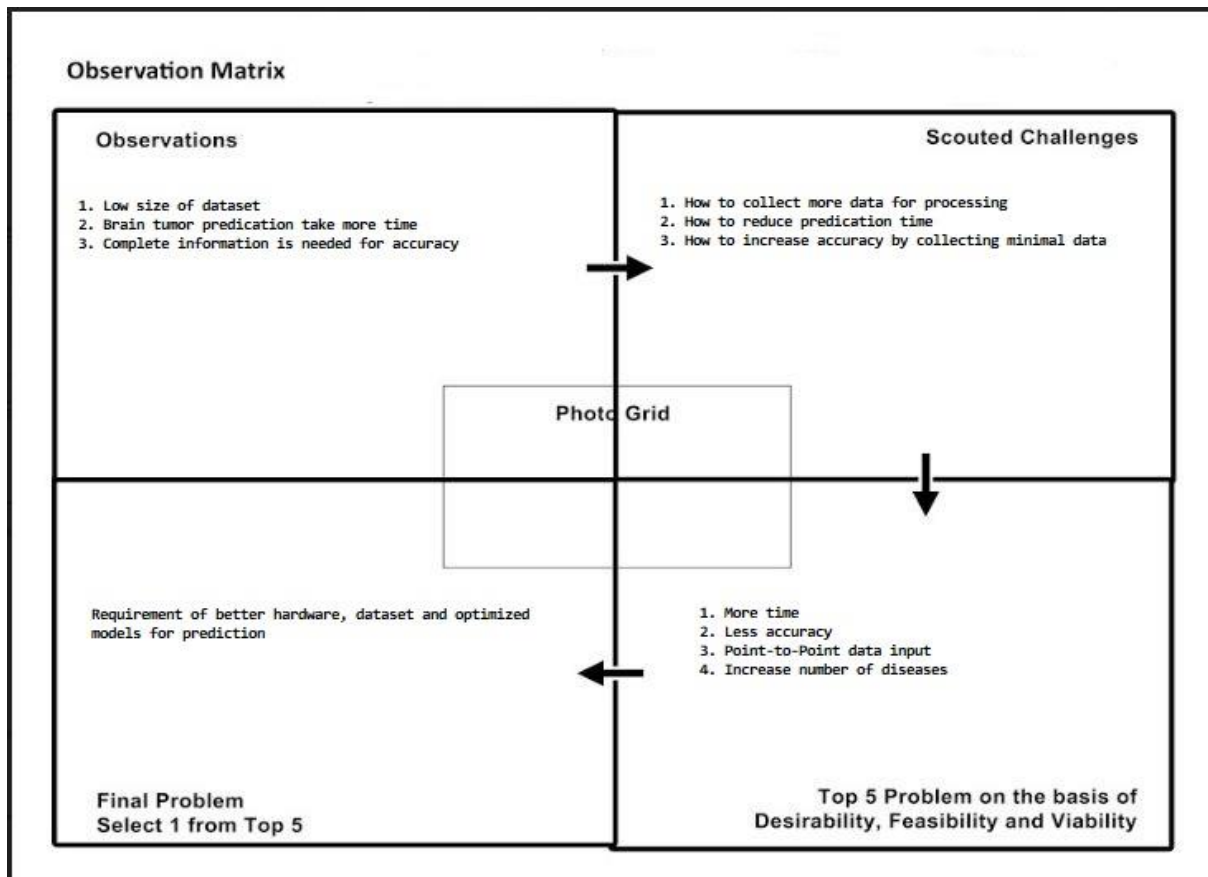 Observation Matrix
Observations
1. Low size of dataset
2. Brain tumor predication take more time
3. Complete information is needed for accuracy
Scouted Challenges
1. How to collect more data for processing
2. How to reduce predication time
3. How to increase accuracy by collecting minimal data
Photo Grid
Requirement of better hardware, dataset and optimized
models for prediction
Final Problem
Select 1 from Top 5
1. More time
2. Less accuracy
3. Point-to-Point data input
4. Increase number of diseases
Top 5 Problem on the basis of
Desirability, Feasibility and Viability